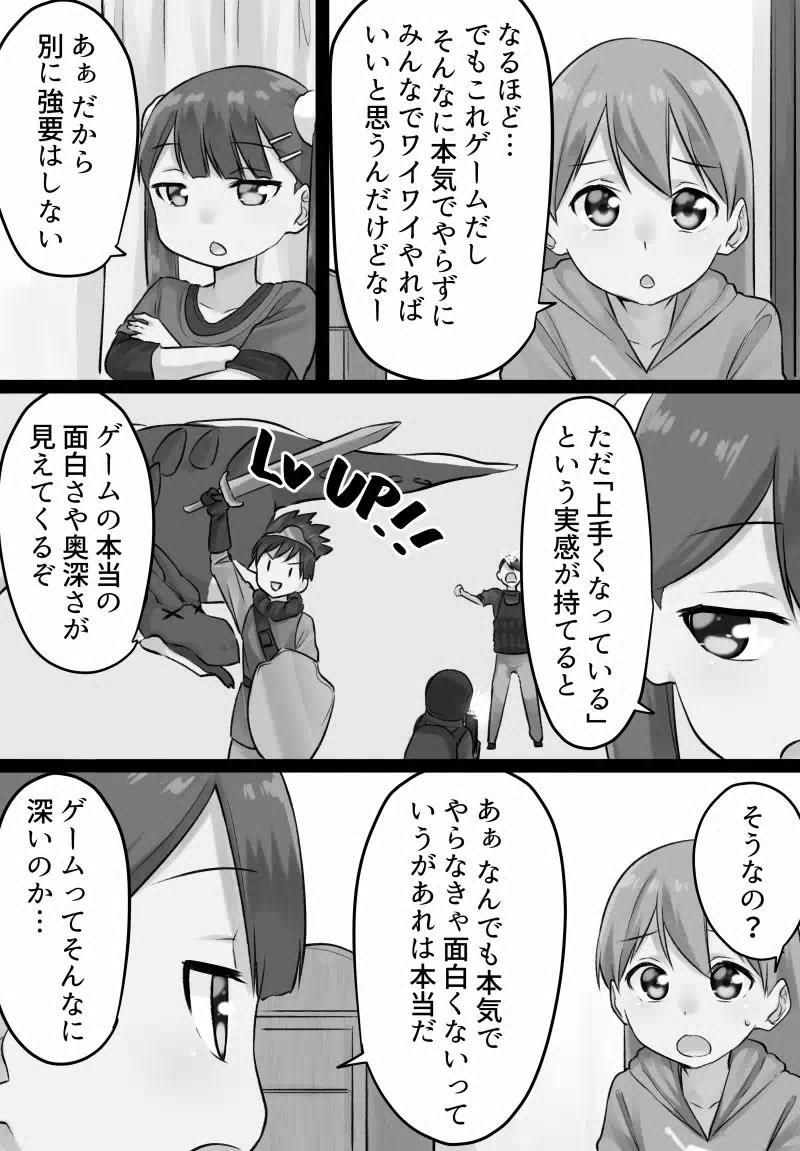 なるほど…
でもこれゲームだし
そんなに本気でやらずに
みんなでワイワイやれば
いいと思うんだけどなー
あぁ だから
別に強要はしない
ただ「上手くなっている」
という実感が持てると
Lv UP!!
ゲームの本当の
面白さや奥深さが
見えてくるぞ
そうなの?
あぁ なんでも本気で
やらなきゃ面白くないって
いうがあれは本当だ
ゲームってそんなに
深いのか…